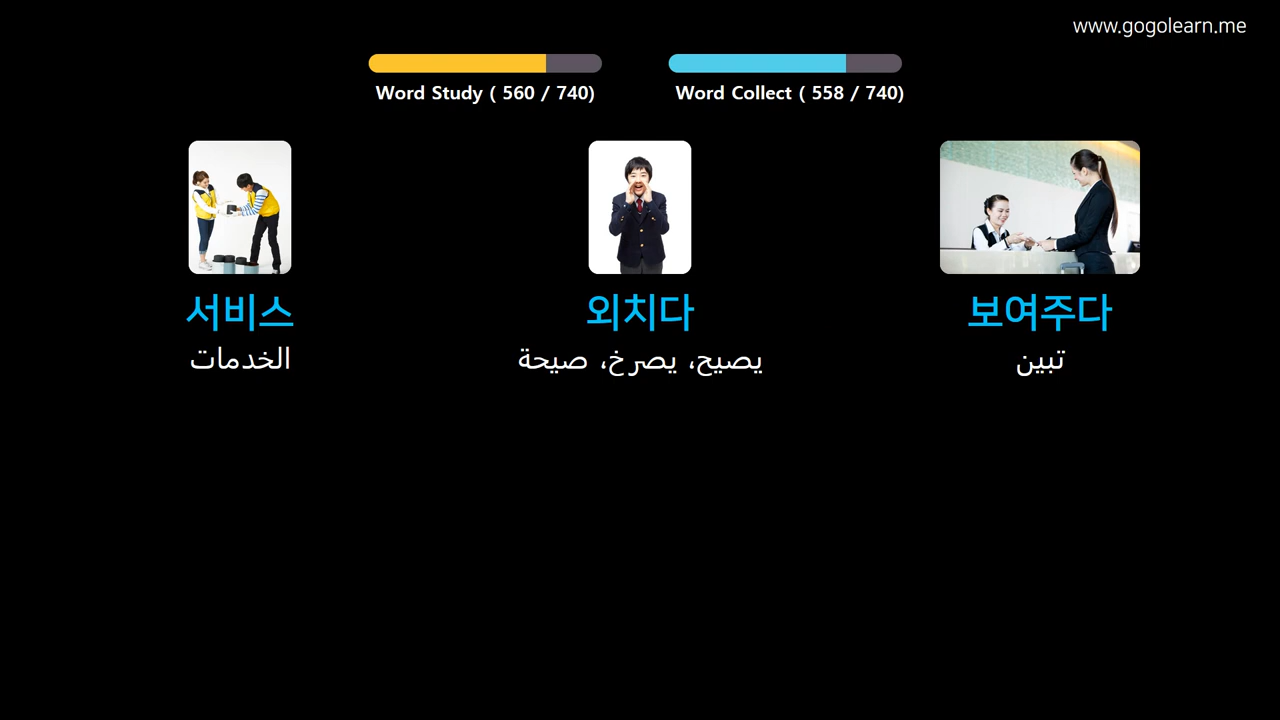 www.gogolearn.me
Word Study ( 560 / 740)
Word Collect ( 558 / 740)
서비스
외치다
보여주다
الخدمات
يصيح، يصرخ، صيحة
تبين